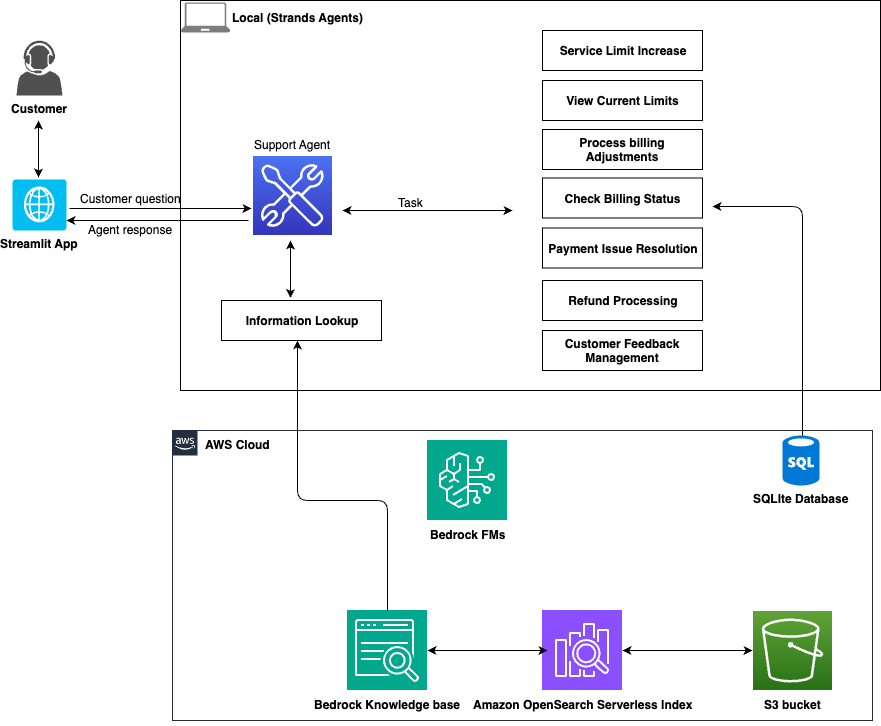 Local (Strands Agents)
Service Limit Increase
Customer
View Current Limits
Support Agent
Process billing
Adjustments
Customer question
Check Billing Status
Task
Agent response
Streamlit App
Payment Issue Resolution
Refund Processing
Information Lookup
Customer Feedback
Management
aws
AWS Cloud
SQL
SQLite Database
Bedrock FMs
Bedrock Knowledge base
Amazon OpenSearch Serverless Index
S3 bucket